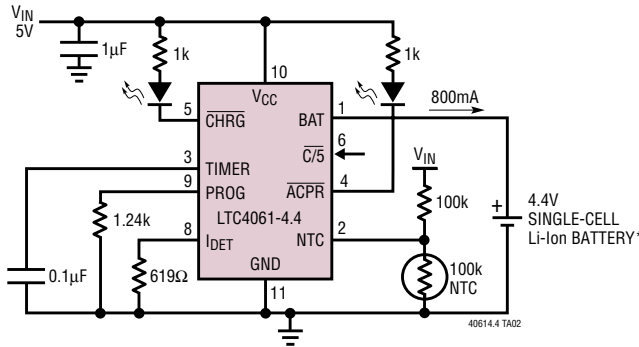 VIN
5V
1µF
1k
1k
10
VCC
5
CHRG
BAT
1
800mA
6
C/5
3
TIMER
VIN
9
PROG
ACPR
4
LTC4061-4.4
1.24k
100k
4.4V
SINGLE-CELL
Li-Ion BATTERY*
+
8
IDET
NTC
2
0.1µF
619Ω
GND
11
100k
NTC
40614.4 TA02